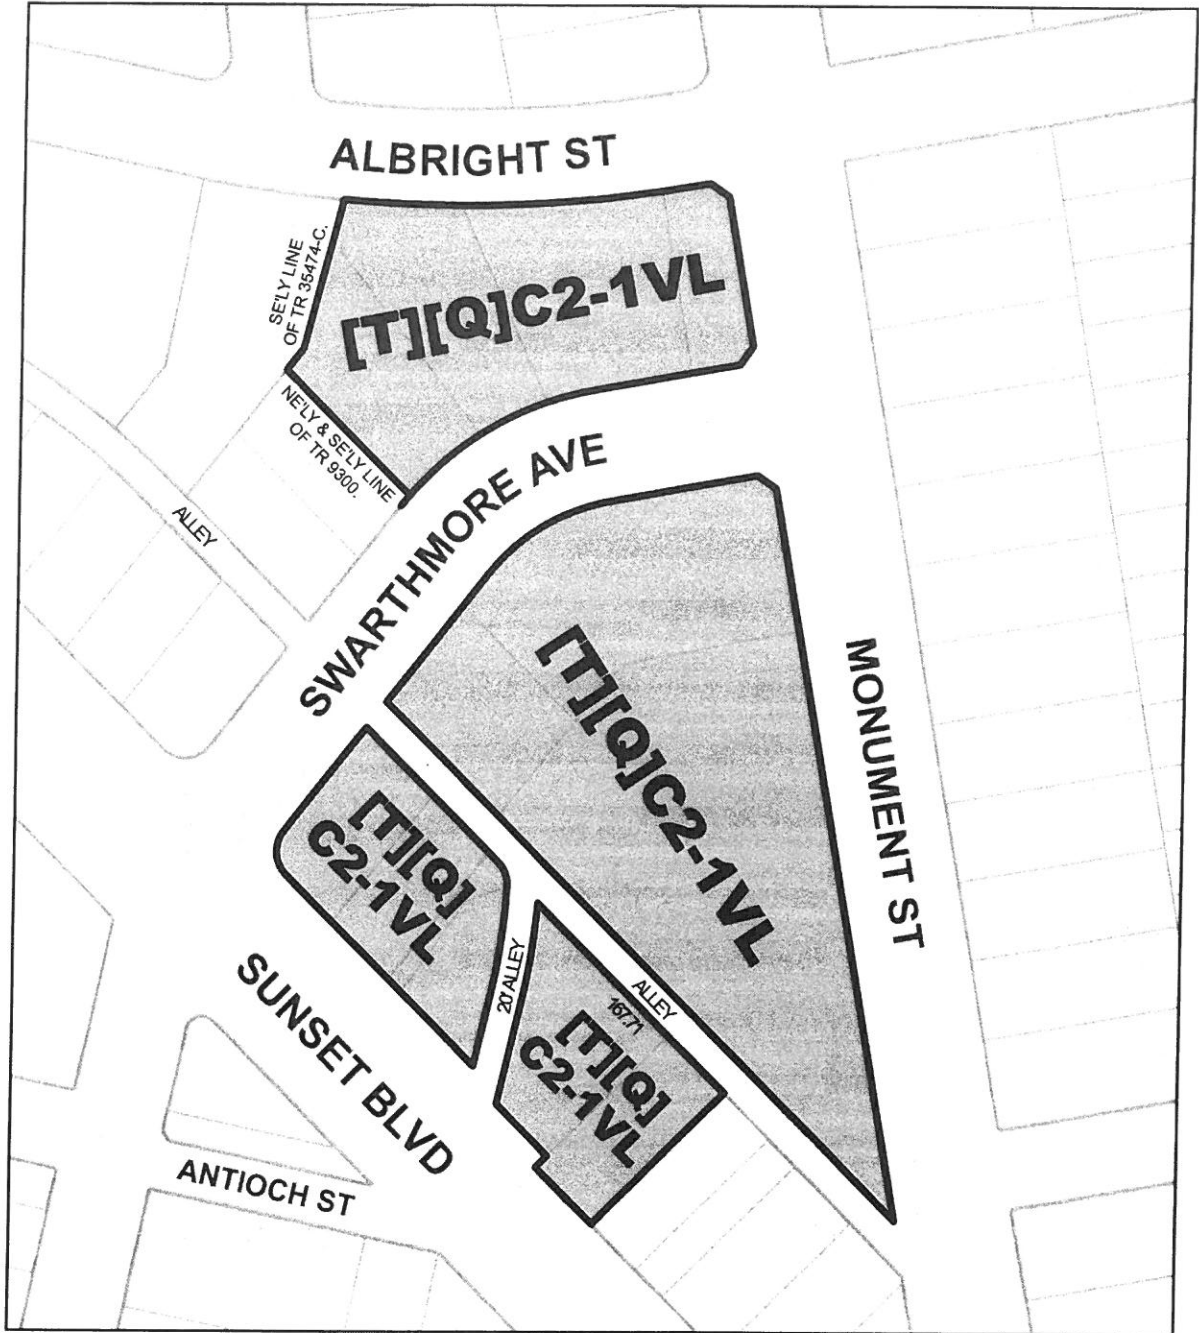 ALBRIGHT ST
SE'LY LINE
OF TR 35474-C.
[T][Q]C2-1VL
NE'LY & SE'LY LINE
OF TR 9300.
SWARTHMORE AVE
ALLEY
[T][Q]C2-1VL
MONUMENT ST
[T][Q]
C2-1VL
20' ALLEY
ALLEY
167.71
[T][Q]
C2-1VL
SUNSET BLVD
ANTIOCH ST